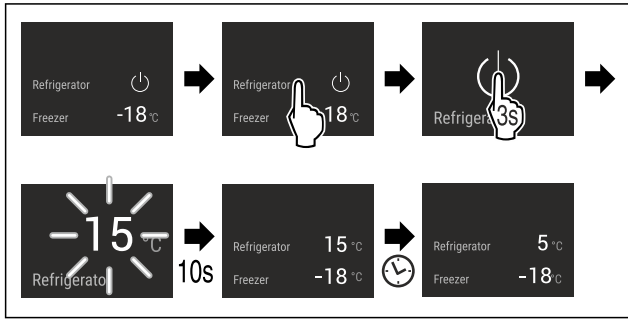 Refrigerator
Freezer -18 °C
Refrigerator
Freezer 18 °C
Refrigera 3s
15 °C
Refrigerato
10s
Refrigerator 15 °C
Freezer -18 °C
Refrigerator 5 °C
Freezer -18 °C